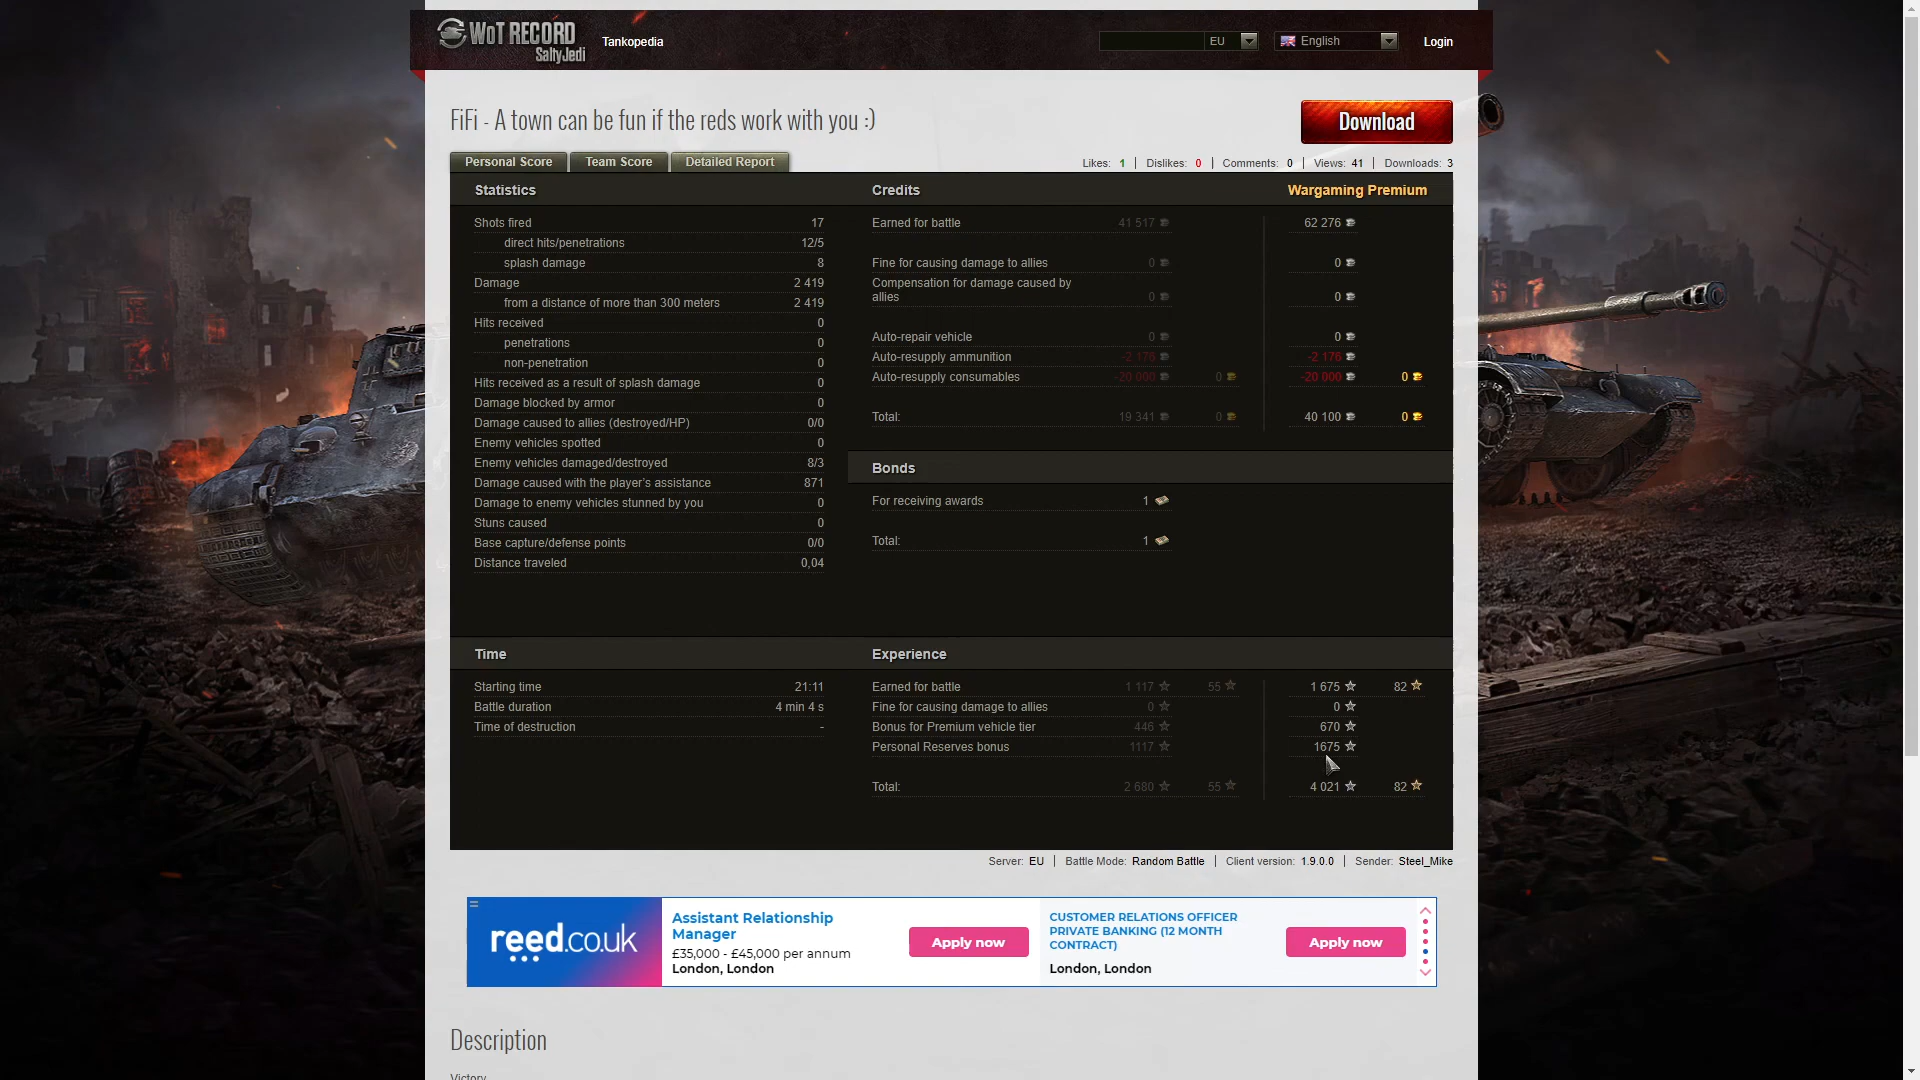 WoT RECORD
SaltyJedi
Tankopedia
EU
English
Login
FiFi - A town can be fun if the reds work with you :)
Download
Personal Score
Team Score
Detailed Report
Likes: 1 | Dislikes: 0 | Comments: 0 | Views: 41 | Downloads: 3
Statistics
Shots fired 17
direct hits/penetrations 12/5
splash damage 8
Damage 2 419
from a distance of more than 300 meters 2 419
Hits received 0
penetrations 0
non-penetration 0
Hits received as a result of splash damage 0
Damage blocked by armor 0
Damage caused to allies (destroyed/HP) 0/0
Enemy vehicles spotted 0
Enemy vehicles damaged/destroyed 8/3
Damage caused with the player's assistance 871
Damage to enemy vehicles stunned by you 0
Stuns caused 0
Base capture/defense points 0/0
Distance traveled 0,04
Credits Wargaming Premium
Earned for battle 41 517 62 276
Fine for causing damage to allies 0 0
Compensation for damage caused by
allies 0 0
Auto-repair vehicle 0 0
Auto-resupply ammunition -2 176 -2 176
Auto-resupply consumables -20 000 0 -20 000 0
Total: 19 341 0 40 100 0
Bonds
For receiving awards 1
Total: 1
Time
Starting time 21:11
Battle duration 4 min 4 s
Time of destruction -
Experience
Earned for battle 1 117 55 1 675 82
Fine for causing damage to allies 0 0
Bonus for Premium vehicle tier 446 670
Personal Reserves bonus 1117 1675
Total: 2 680 55 4 021 82
Server: EU | Battle Mode: Random Battle | Client version: 1.9.0.0 | Sender: Steel_Mike
reed.co.uk
Assistant Relationship
Manager
£35,000 - £45,000 per annum
London, London
Apply now
CUSTOMER RELATIONS OFFICER
PRIVATE BANKING (12 MONTH
CONTRACT)
London, London
Apply now
Description
Victory